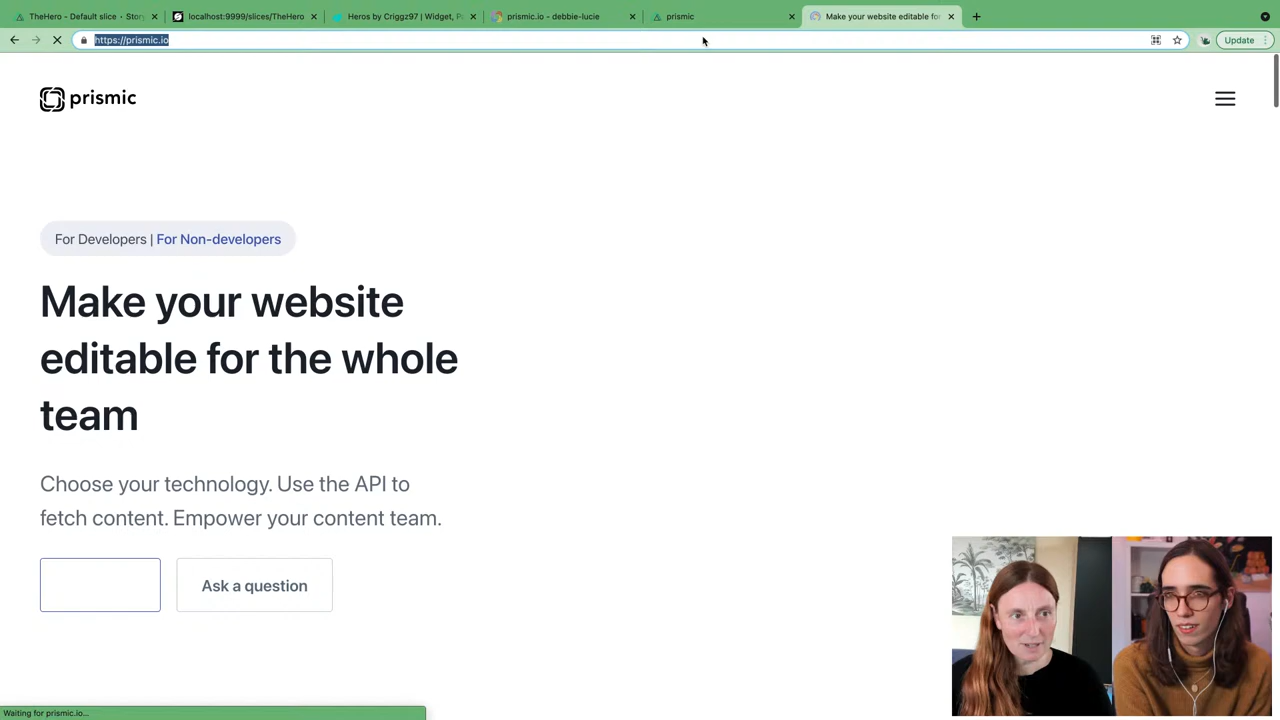 TheHero - Default slice · Stor
localhost:9999/slices/TheHero
Heros by Criggz97 | Widget, P
prismic.io - debbie-lucie
prismic
Make your website editable for
https://prismic.io
Update
prismic
For Developers | For Non-developers
Make your website
editable for the whole
team
Choose your technology. Use the API to
fetch content. Empower your content team.
Ask a question
Waiting for prismic.io...